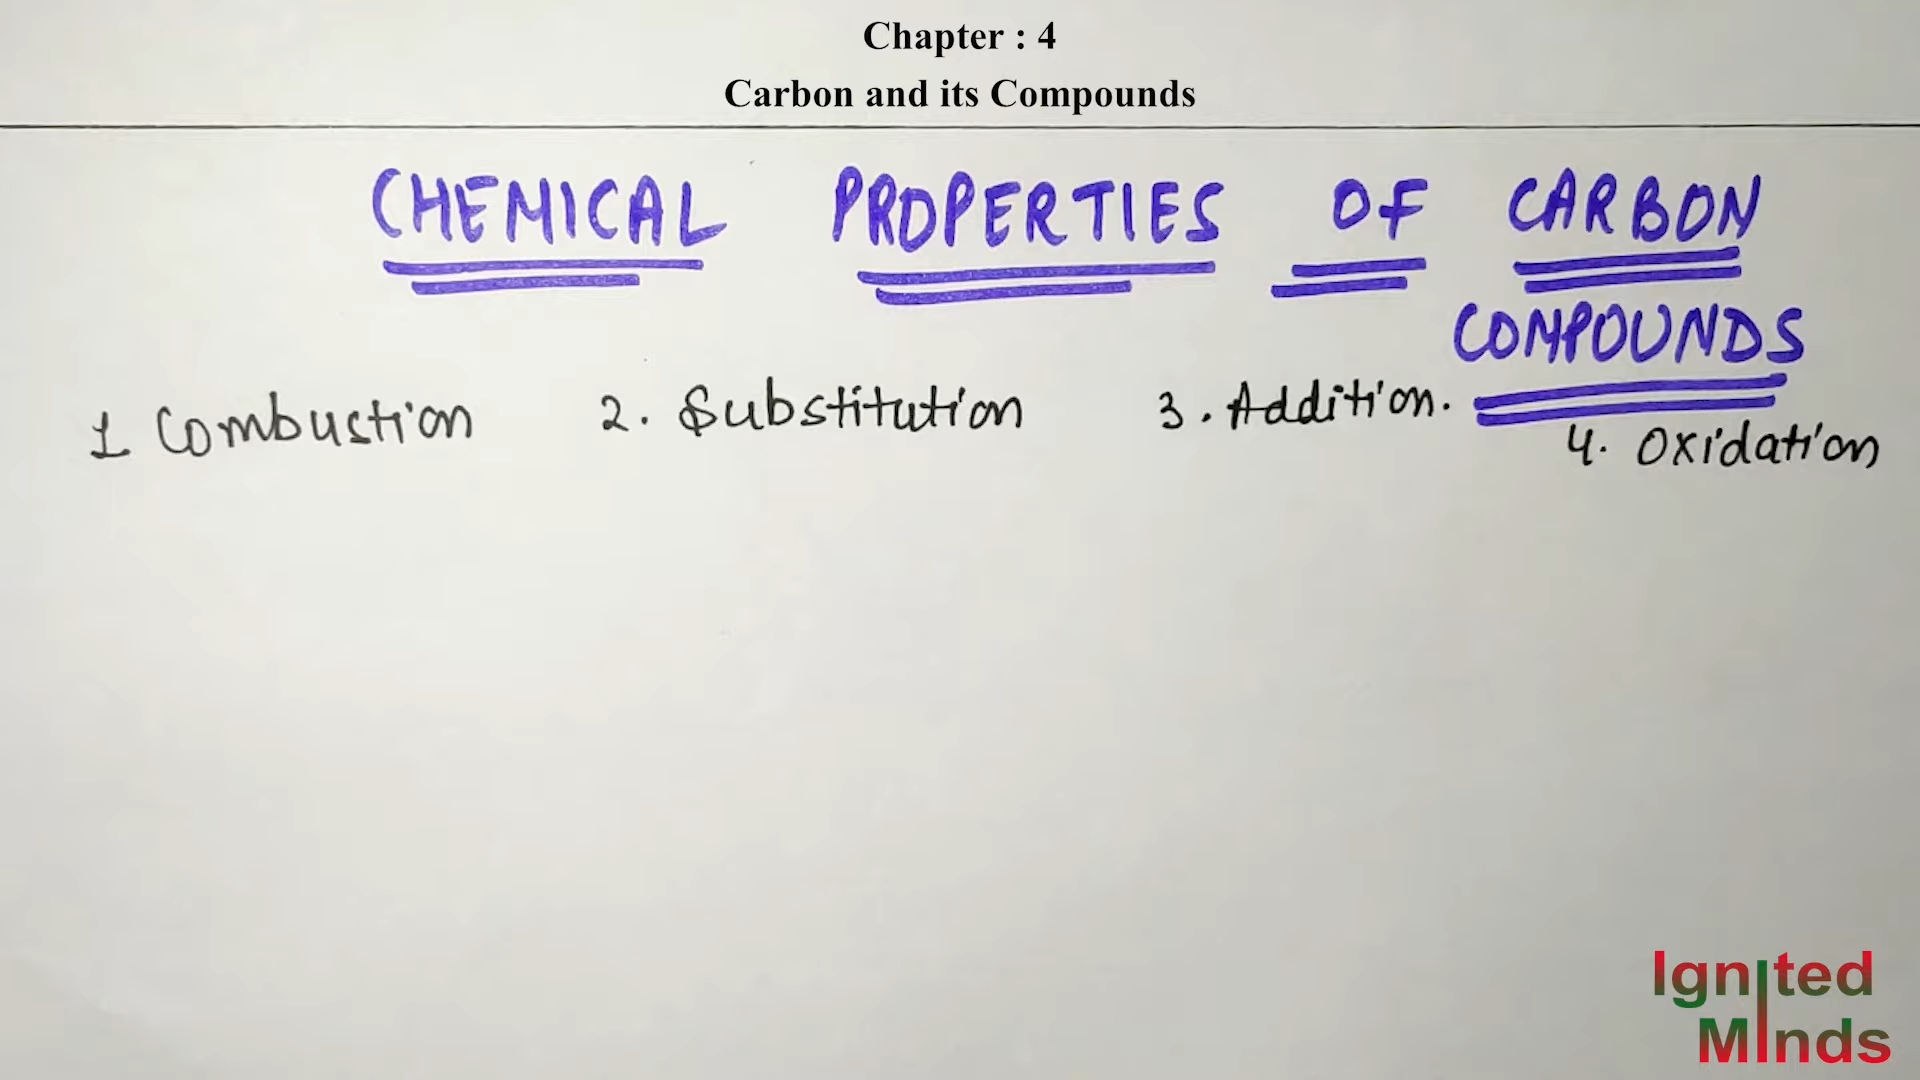 Chapter : 4
Carbon and its Compounds
CHEMICAL PROPERTIES OF CARBON
COMPOUNDS
1 Combustion 2. Substitution 3. Addition.
4. Oxidation
Ignited
Minds